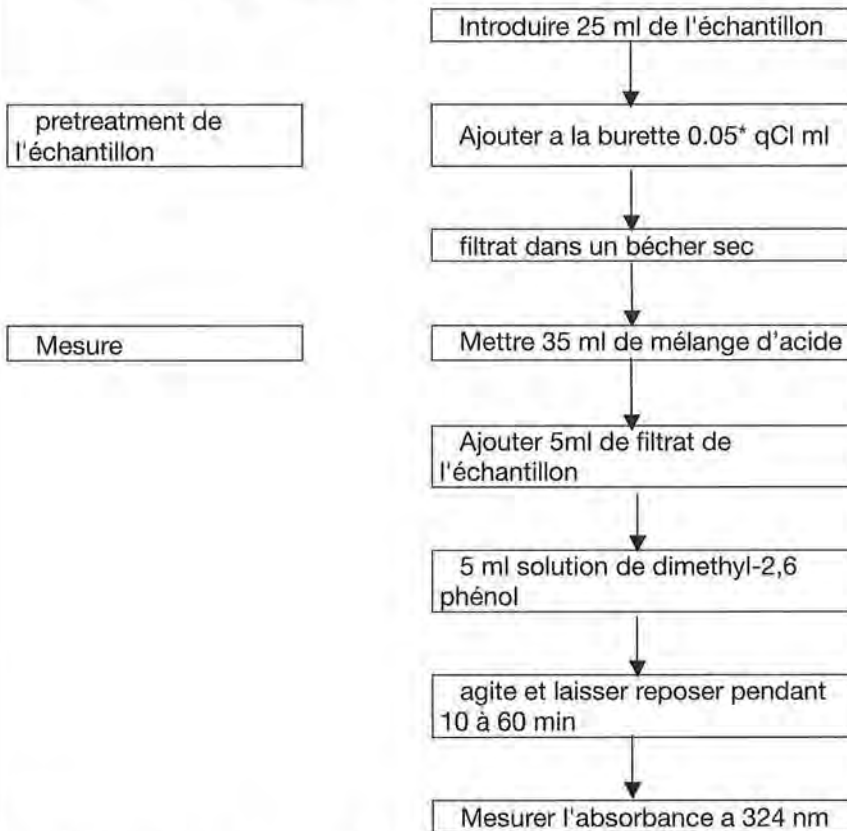 Introduire 25 ml de l'échantillon
pretreatment de
l'échantillon
Ajouter a la burette 0.05* qCl ml
filtrat dans un bécher sec
Mesure
Mettre 35 ml de mélange d'acide
Ajouter 5ml de filtrat de
l'échantillon
5 ml solution de dimethyl-2,6
phénol
agite et laisser reposer pendant
10 à 60 min
Mesurer l'absorbance a 324 nm